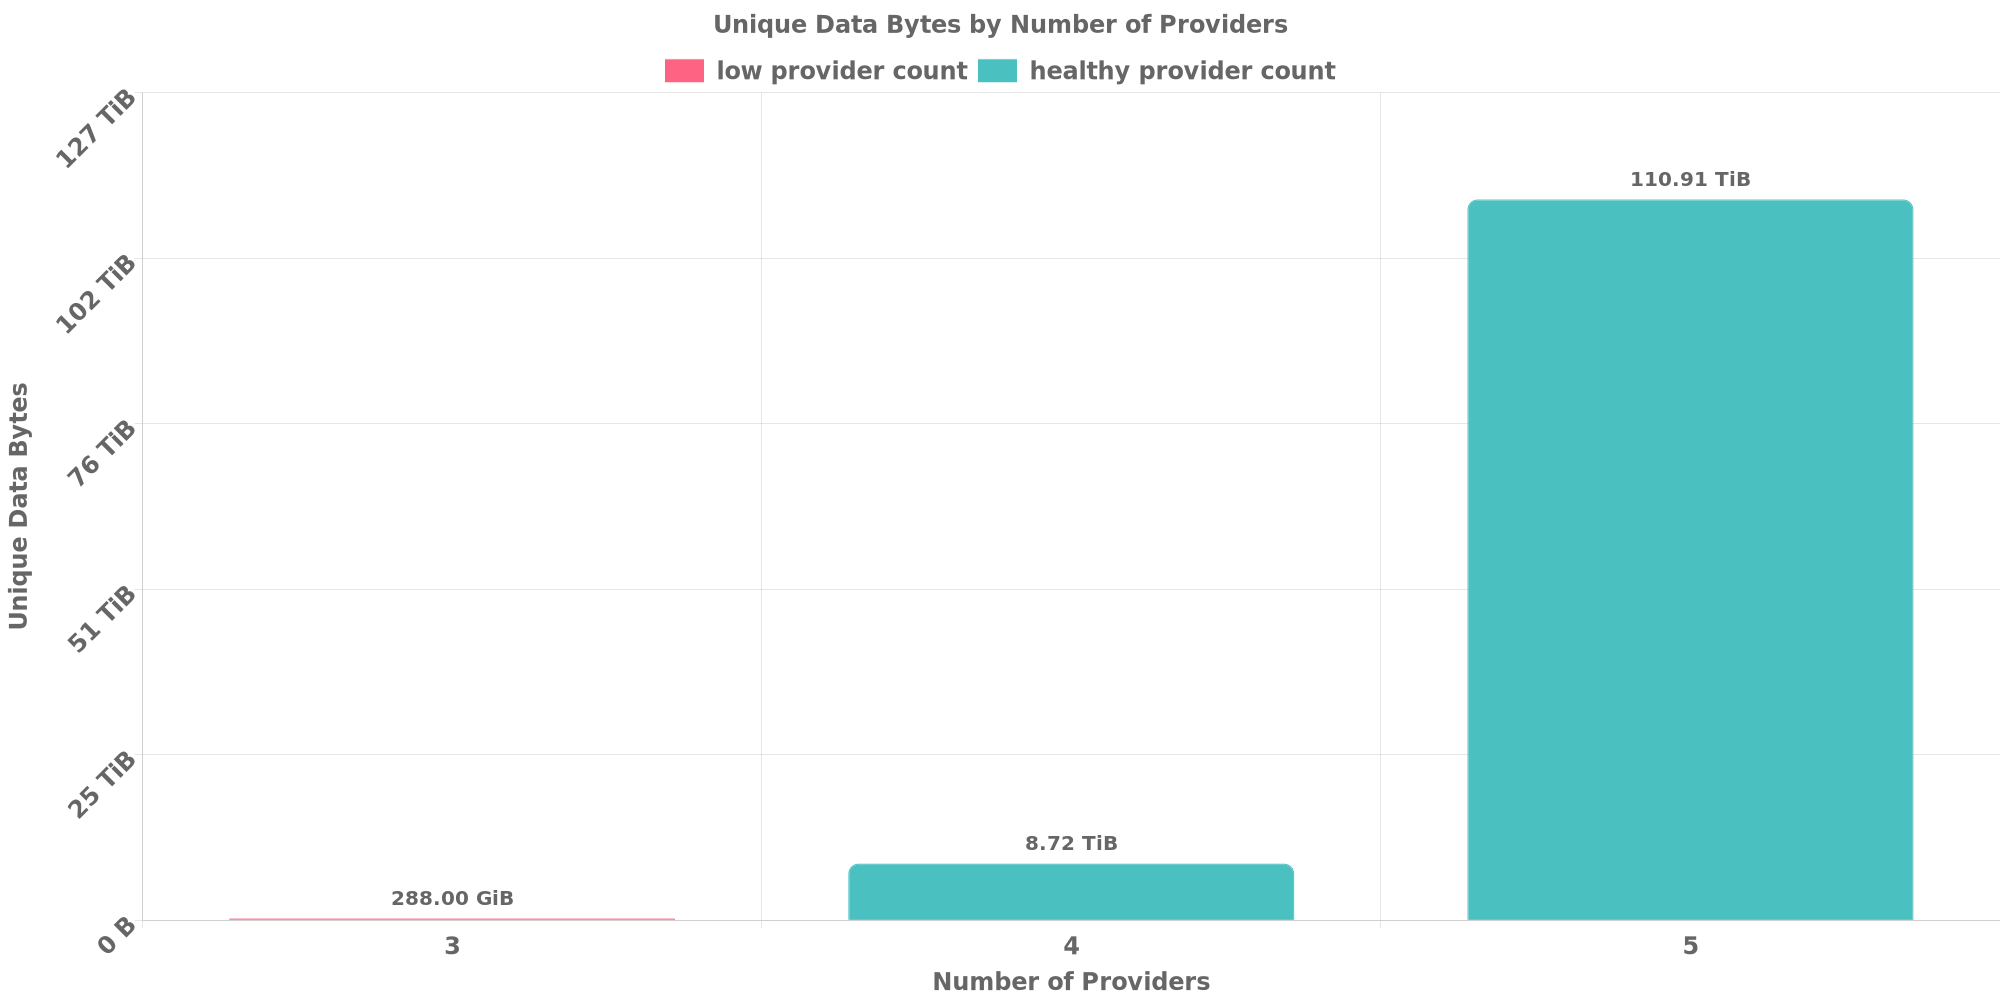 Unique Data Bytes by Number of Providers
low provider count healthy provider count
127 TiB
102 TiB
76 TiB
51 TiB
25 TiB
0 B
Unique Data Bytes
288.00 GiB
8.72 TiB
110.91 TiB
3 4 5
Number of Providers